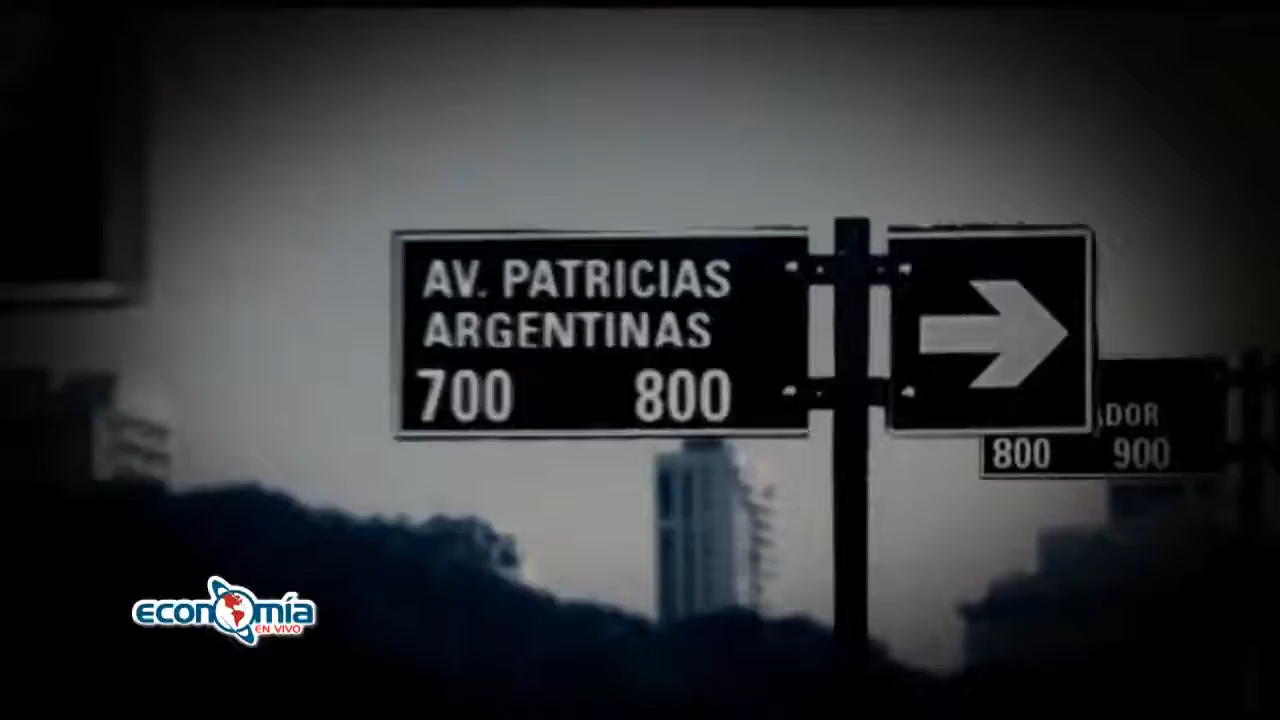 AV. PATRICIAS
ARGENTINAS
700 800
800 900
economía
EN VIVO